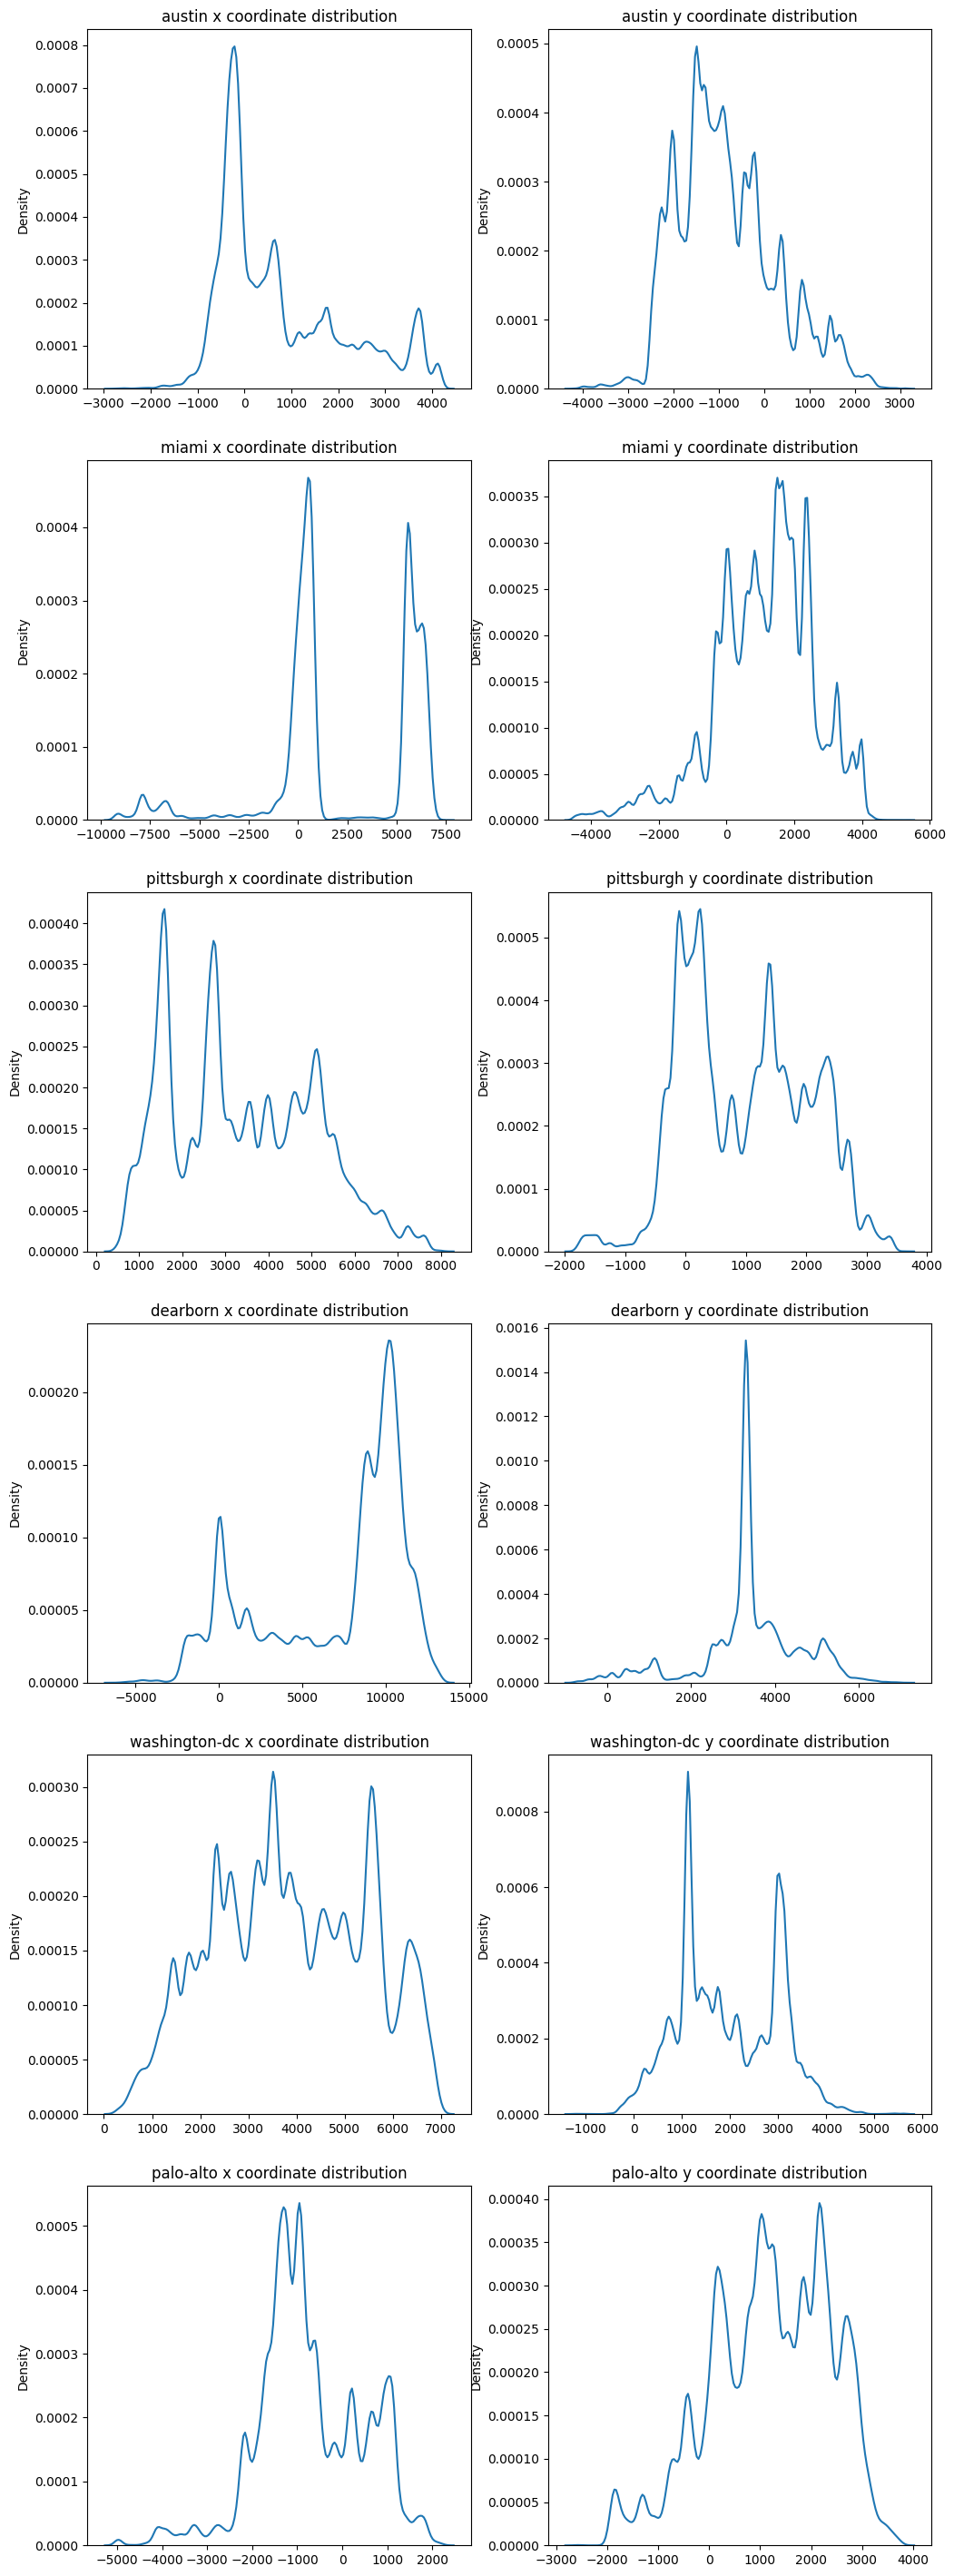 austin x coordinate distribution
0.0008
0.0007
0.0006
0.0005
0.0004
0.0003
0.0002
0.0001
0.0000
Density
−3000 −2000 −1000 0 1000 2000 3000 4000
austin y coordinate distribution
0.0005
0.0004
0.0003
0.0002
0.0001
0.0000
Density
−4000 −3000 −2000 −1000 0 1000 2000 3000
miami x coordinate distribution
0.0004
0.0003
0.0002
0.0001
0.0000
Density
−10000 −7500 −5000 −2500 0 2500 5000 7500
miami y coordinate distribution
0.00035
0.00030
0.00025
0.00020
0.00015
0.00010
0.00005
0.00000
Density
−4000 −2000 0 2000 4000 6000
pittsburgh x coordinate distribution
0.00040
0.00035
0.00030
0.00025
0.00020
0.00015
0.00010
0.00005
0.00000
Density
0 1000 2000 3000 4000 5000 6000 7000 8000
pittsburgh y coordinate distribution
0.0005
0.0004
0.0003
0.0002
0.0001
0.0000
Density
−2000 −1000 0 1000 2000 3000 4000
dearborn x coordinate distribution
0.00020
0.00015
0.00010
0.00005
0.00000
Density
−5000 0 5000 10000 15000
dearborn y coordinate distribution
0.0016
0.0014
0.0012
0.0010
0.0008
0.0006
0.0004
0.0002
0.0000
Density
0 2000 4000 6000
washington-dc x coordinate distribution
0.00030
0.00025
0.00020
0.00015
0.00010
0.00005
0.00000
Density
0 1000 2000 3000 4000 5000 6000 7000
washington-dc y coordinate distribution
0.0008
0.0006
0.0004
0.0002
0.0000
Density
−1000 0 1000 2000 3000 4000 5000 6000
palo-alto x coordinate distribution
0.0005
0.0004
0.0003
0.0002
0.0001
0.0000
Density
−5000 −4000 −3000 −2000 −1000 0 1000 2000
palo-alto y coordinate distribution
0.00040
0.00035
0.00030
0.00025
0.00020
0.00015
0.00010
0.00005
0.00000
Density
−3000 −2000 −1000 0 1000 2000 3000 4000